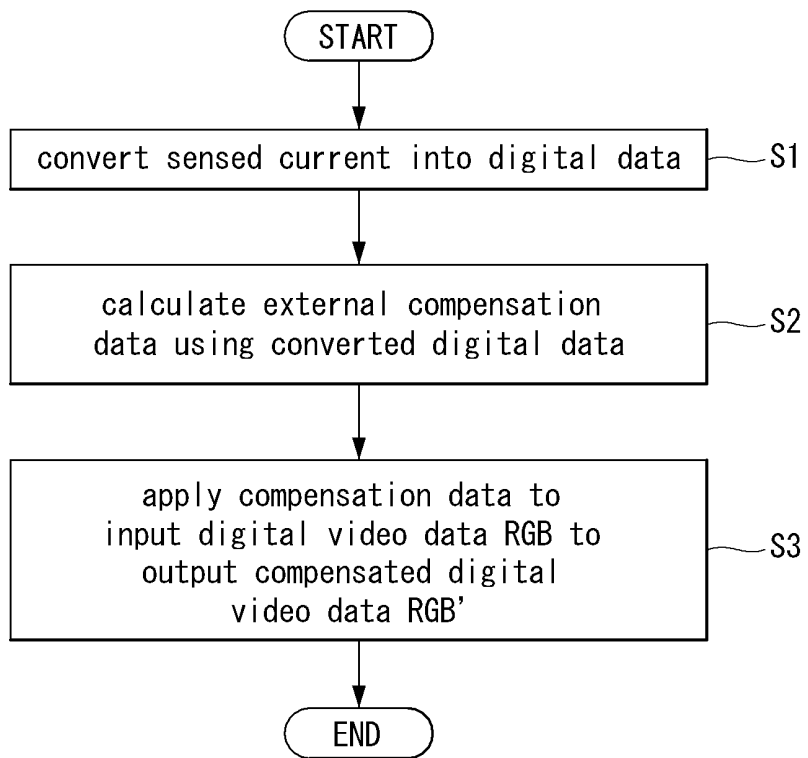 START
convert sensed current into digital data
S1
calculate external compensation
data using converted digital data
S2
apply compensation data to
input digital video data RGB to
output compensated digital
video data RGB'
S3
END